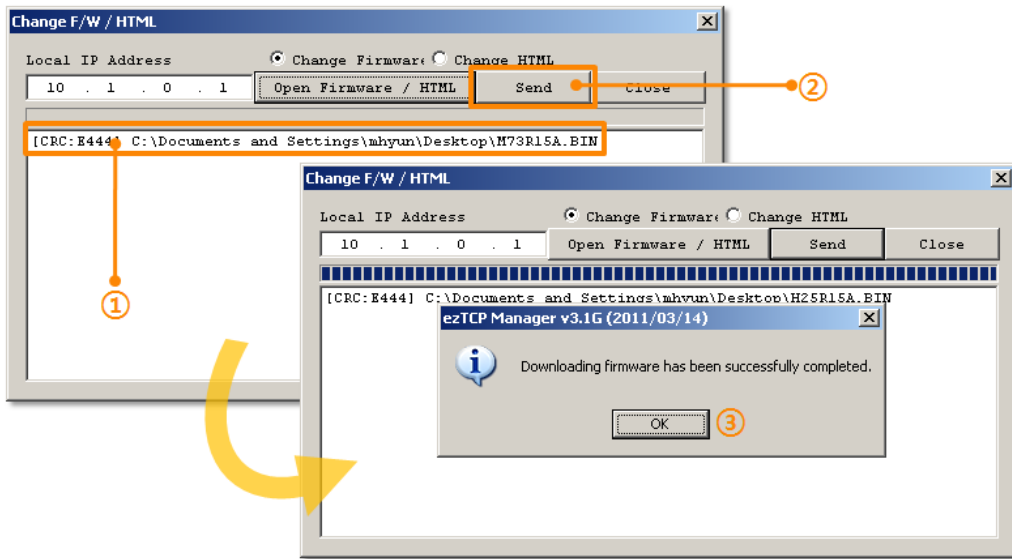 Change F/W / HTML
Local IP Address
Change Firmware Change HTML
10 . 1 . 0 . 1 Open Firmware / HTML Send Close
②
[CRC:E444] C:\Documents and Settings\mhyun\Desktop\M73R15A.BIN
①
Change F/W / HTML
Local IP Address
Change Firmware Change HTML
10 . 1 . 0 . 1 Open Firmware / HTML Send Close
[CRC:E444] C:\Documents and Settings\mhyun\Desktop\H25R15A.BIN
ezTCP Manager v3.1G (2011/03/14)
Downloading firmware has been successfully completed.
OK
③